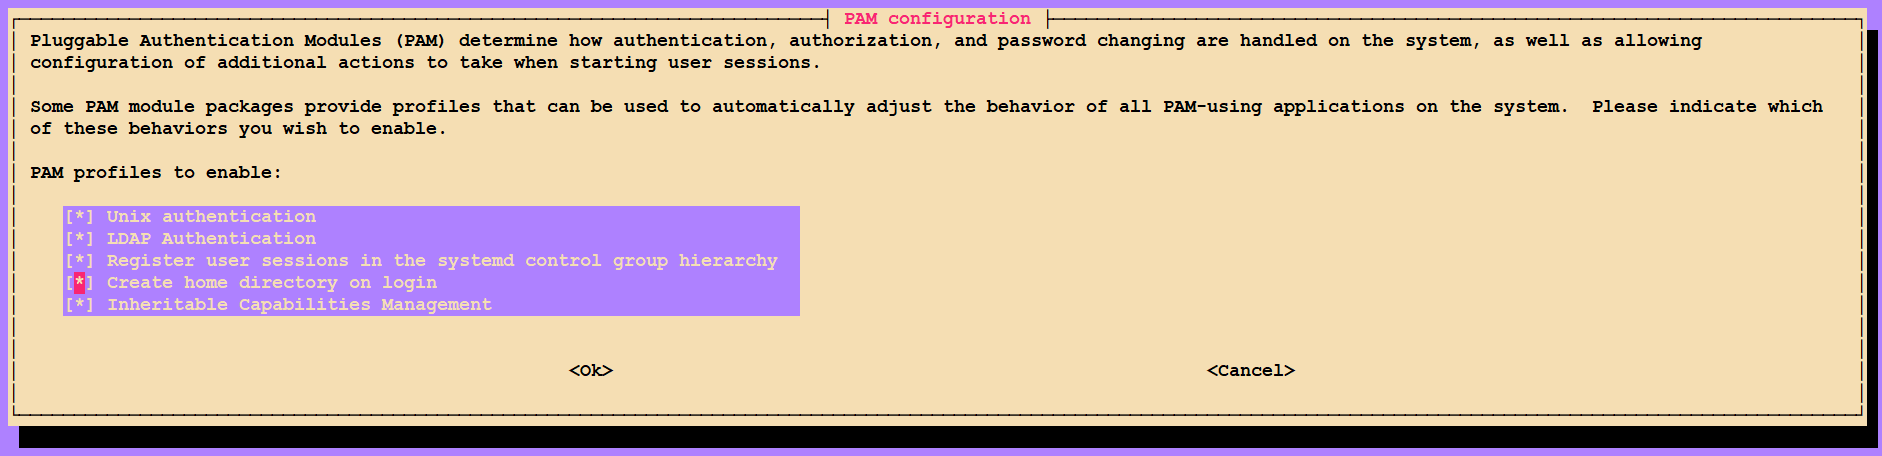 PAM configuration
Pluggable Authentication Modules (PAM) determine how authentication, authorization, and password changing are handled on the system, as well as allowing
configuration of additional actions to take when starting user sessions.
Some PAM module packages provide profiles that can be used to automatically adjust the behavior of all PAM-using applications on the system.  Please indicate which
of these behaviors you wish to enable.
PAM profiles to enable:
[*] Unix authentication
[*] LDAP Authentication
[*] Register user sessions in the systemd control group hierarchy
[*] Create home directory on login
[*] Inheritable Capabilities Management
<Ok> <Cancel>